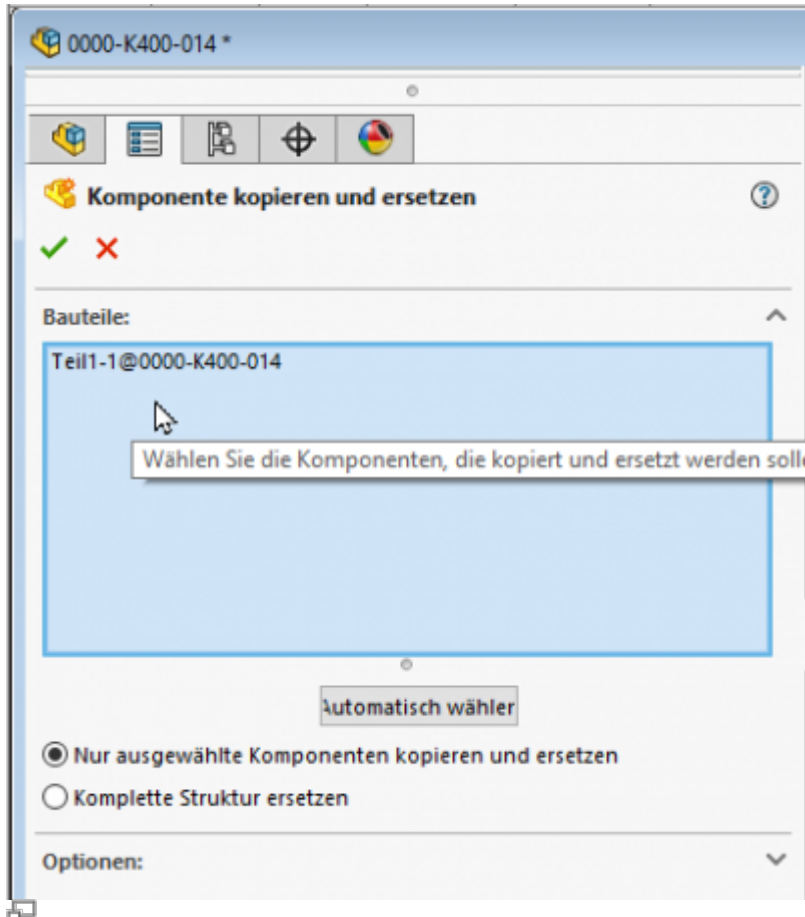 0000-K400-014 *
Komponente kopieren und ersetzen
Bauteile:
Teil1-1@0000-K400-014
Wählen Sie die Komponenten, die kopiert und ersetzt werden solle
Automatisch wähler
Nur ausgewählte Komponenten kopieren und ersetzen
Komplette Struktur ersetzen
Optionen: